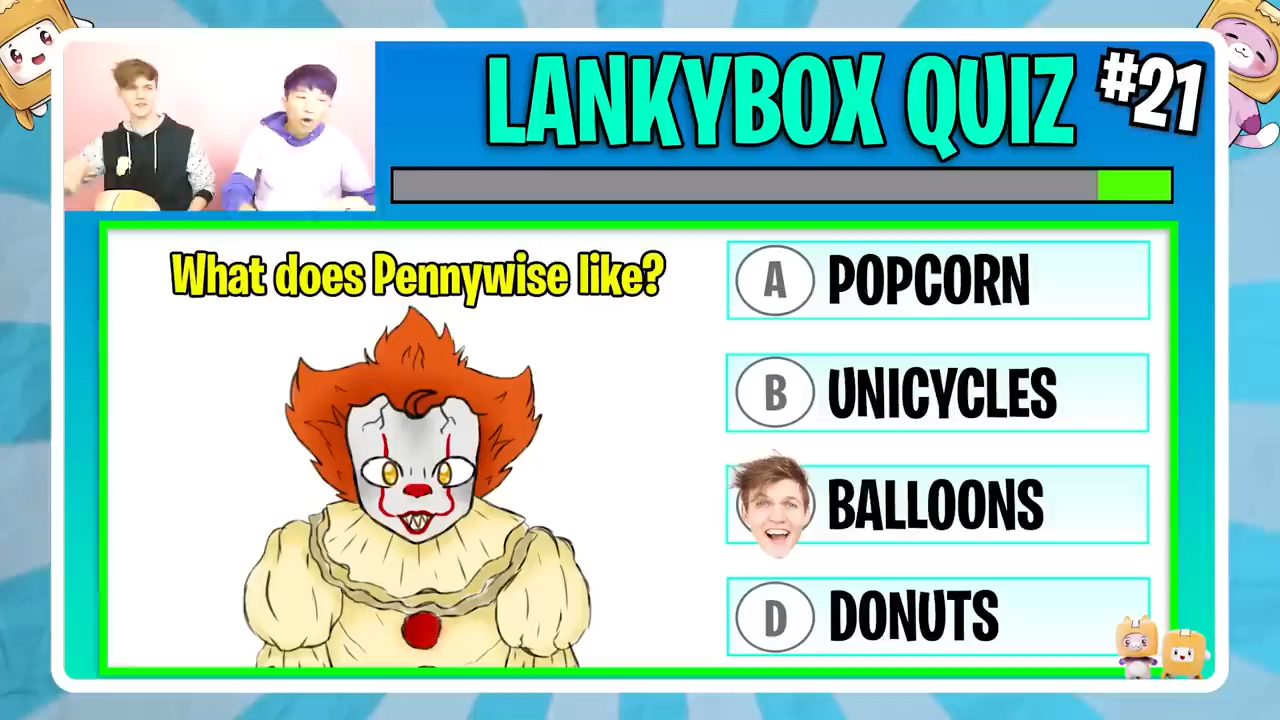 LANKYBOX QUIZ #21
What does Pennywise like?
A POPCORN
B UNICYCLES
BALLOONS
D DONUTS